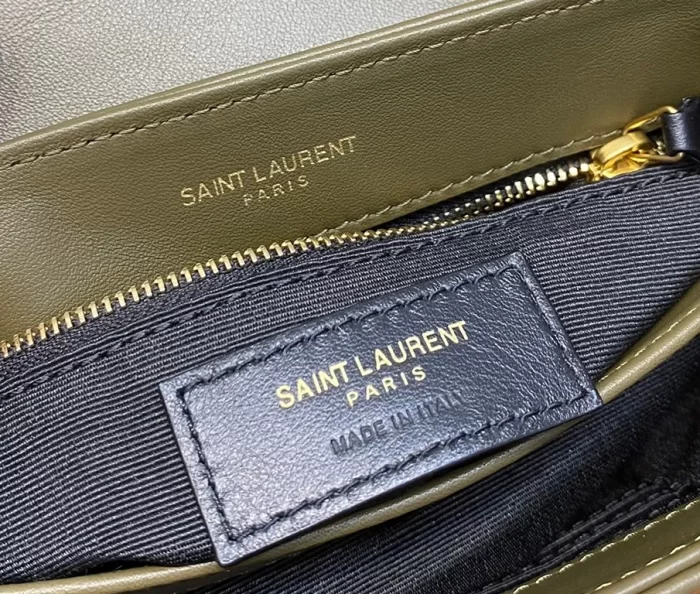 SAINT LAURENT
PARIS
SAINT LAURENT
PARIS
MADE IN ITALY